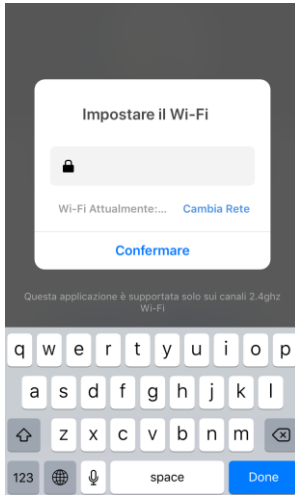 Impostare il Wi-Fi
Wi-Fi Attualmente:... Cambia Rete
Confermare
Questa applicazione è supportata solo sui canali 2.4ghz
Wi-Fi
q w e r t y u i o p
a s d f g h j k l
z x c v b n m
123 space Done